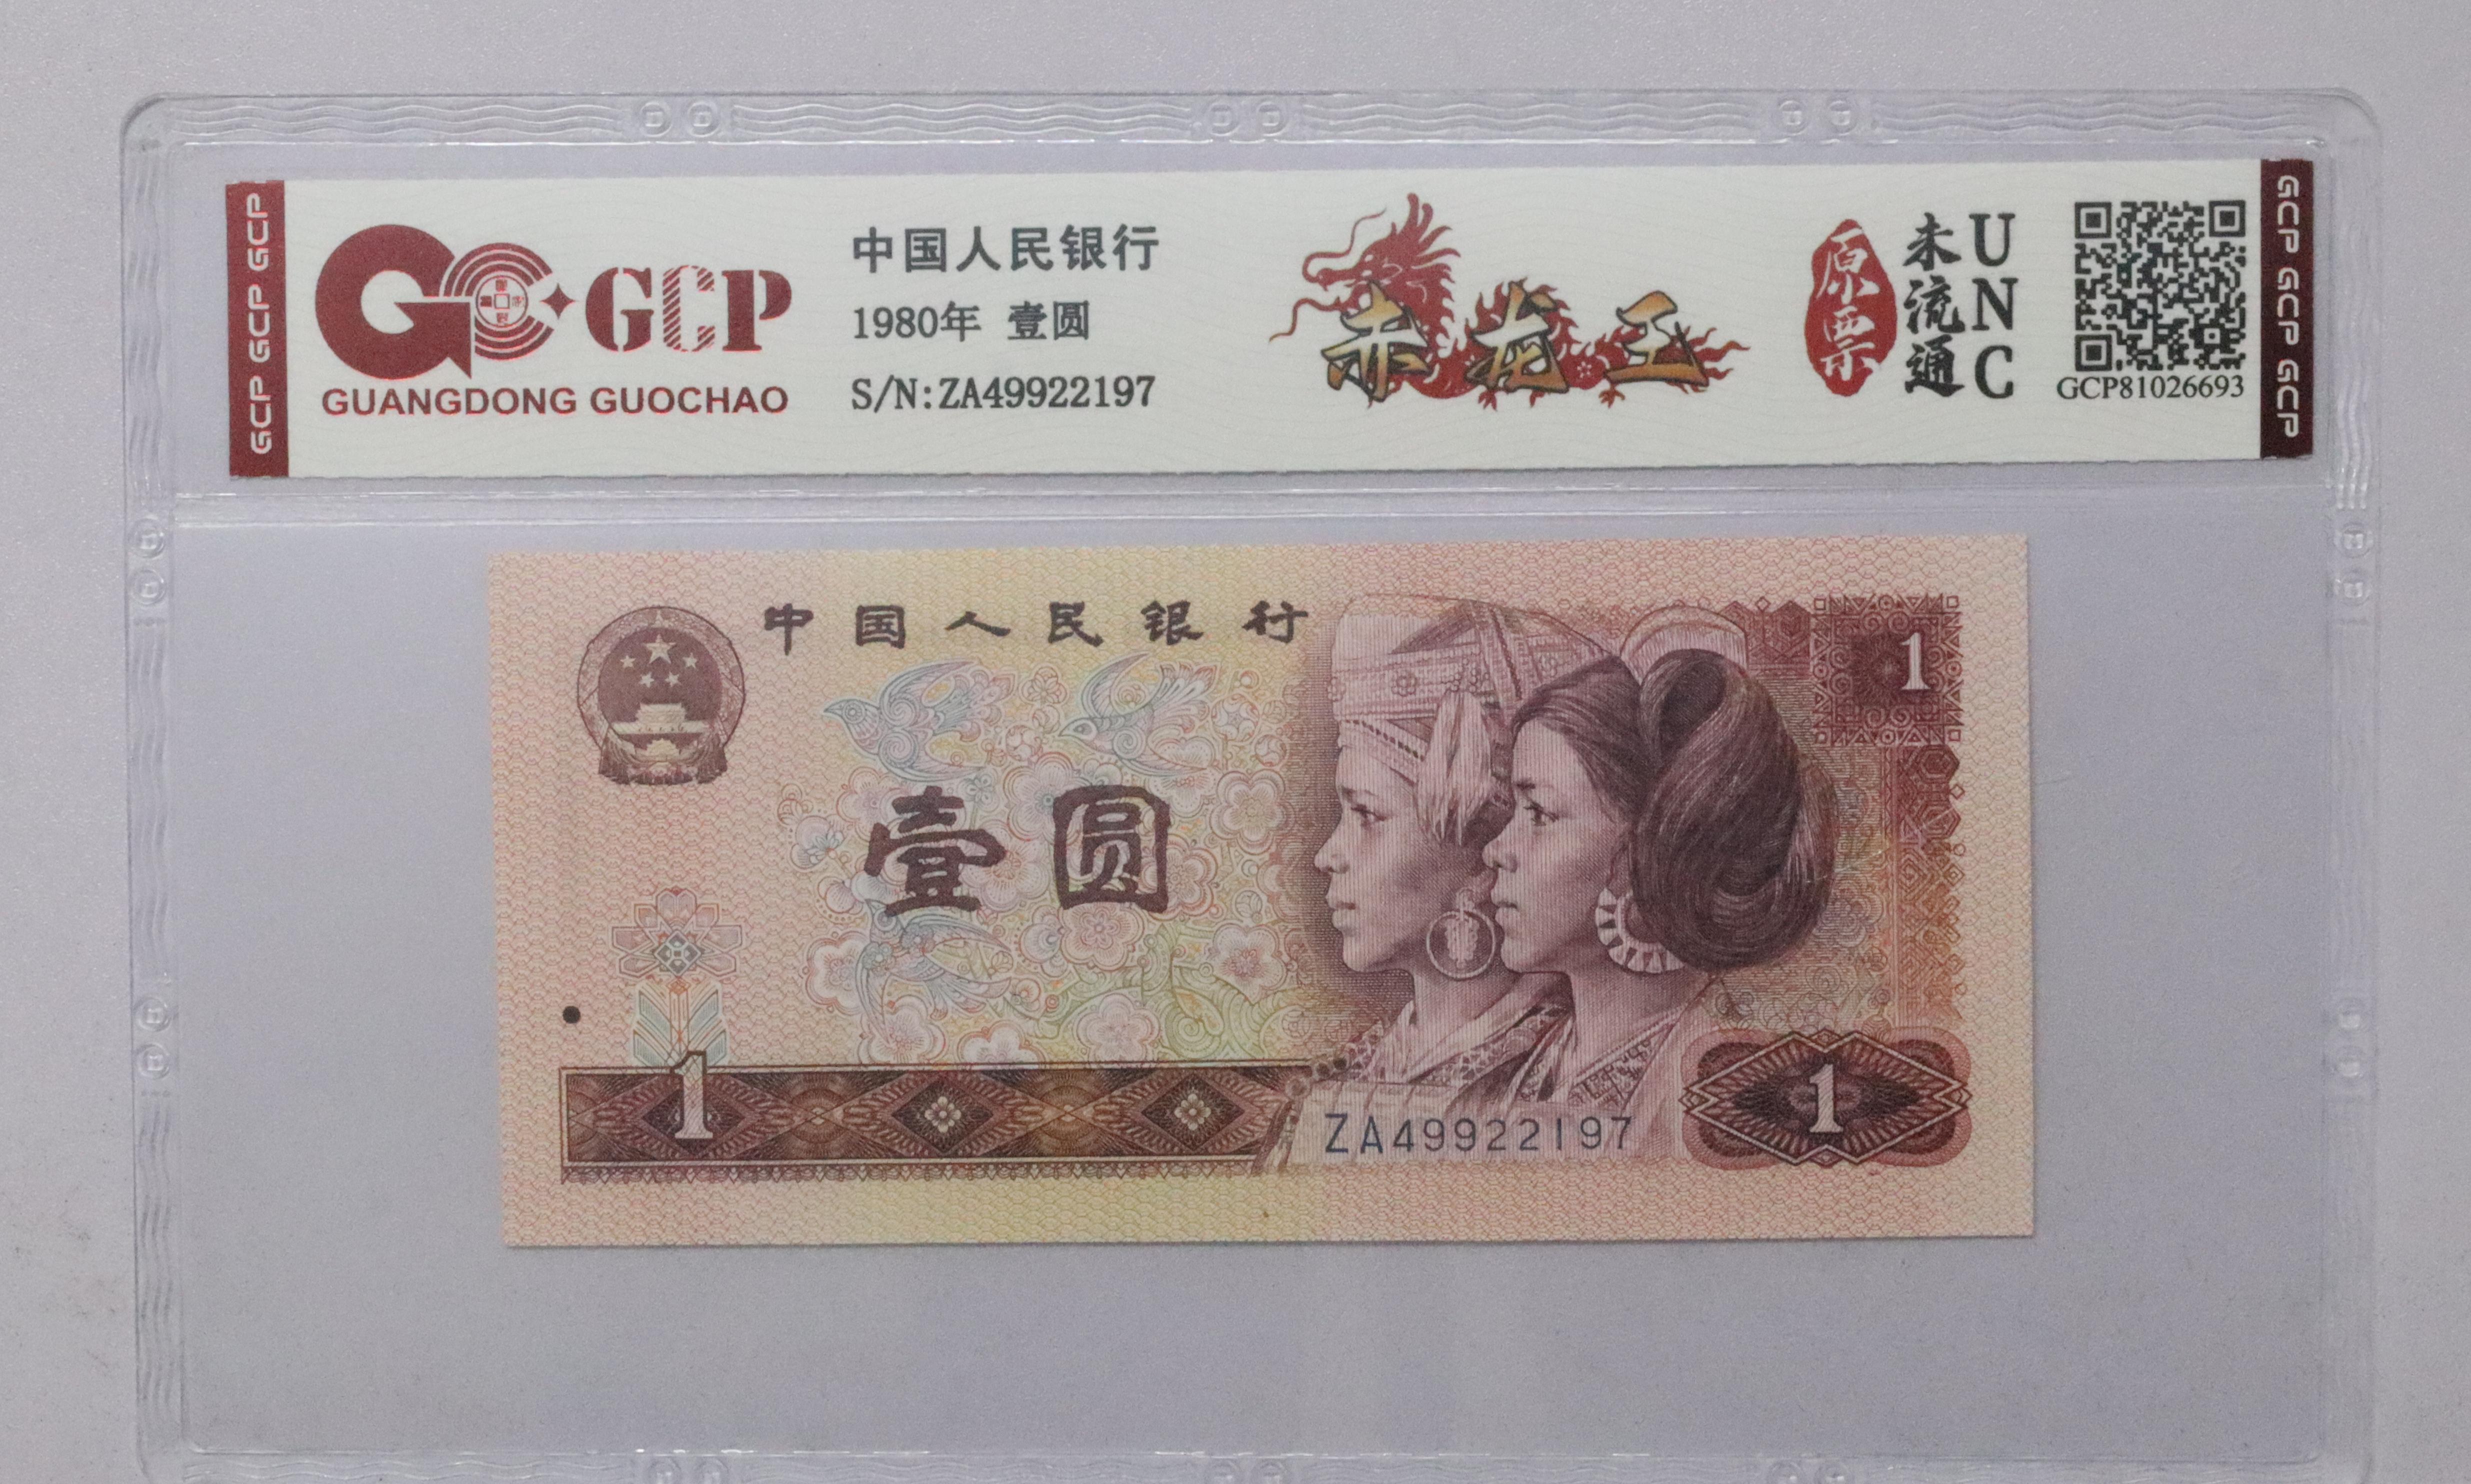 GCP GCP GCP
GCP
GUANGDONG GUOCHAO
中国人民银行
1980年 壹圆
S/N:ZA49922197
赤龙王
原票
未流通
UNC
GCP81026693
GCP GCP GCP
中国人民银行
1
壹圆
1
ZA49922197
1